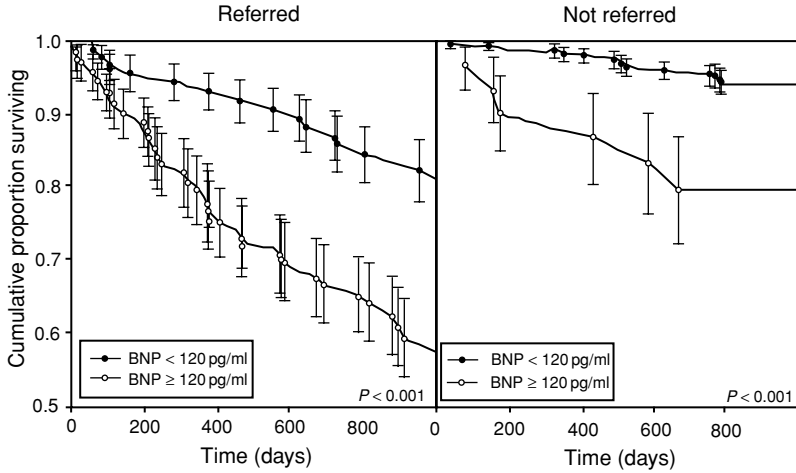 Referred
Not referred
Cumulative proportion surviving
1.0
0.9
0.8
0.7
0.6
0.5
BNP < 120 pg/ml
BNP ≥ 120 pg/ml
P < 0.001
0 200 400 600 800
Time (days)
BNP < 120 pg/ml
BNP ≥ 120 pg/ml
P < 0.001
0 200 400 600 800
Time (days)